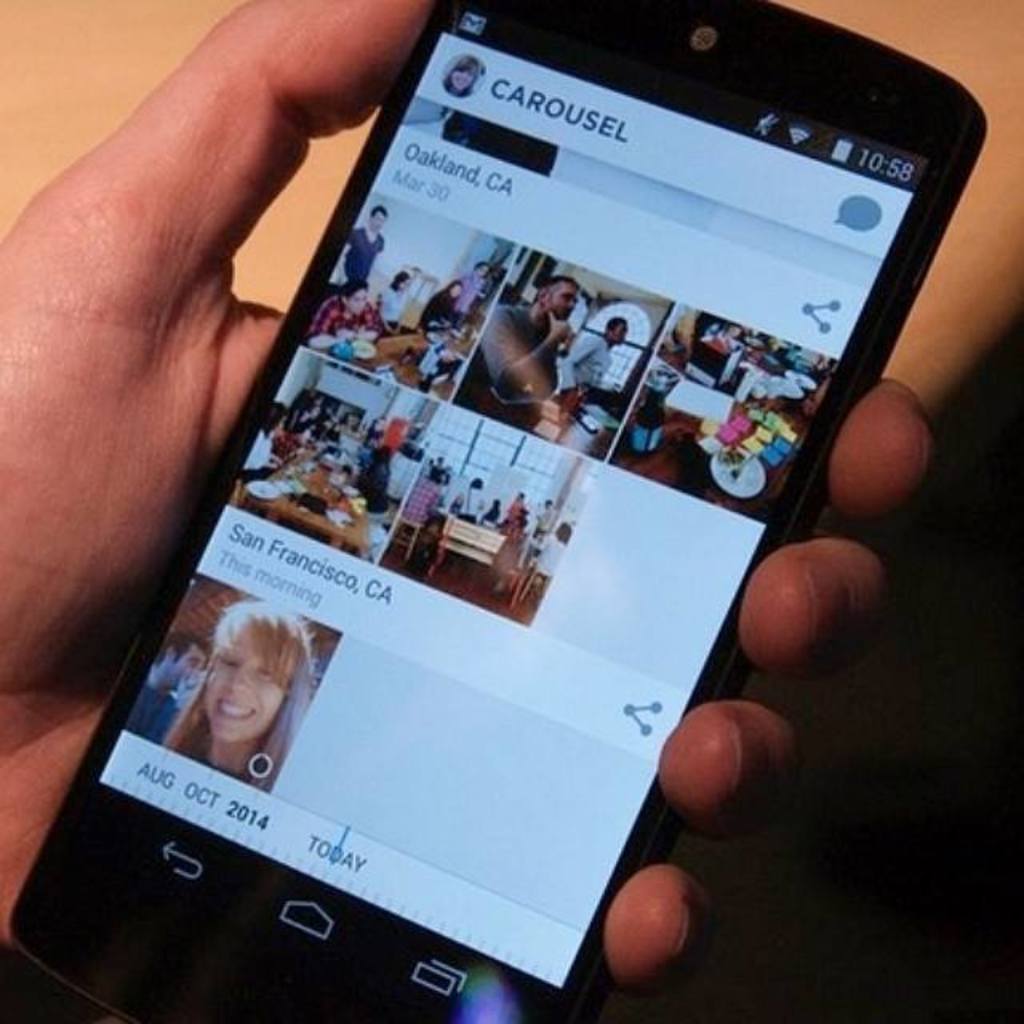 CAROUSEL
10:58
Oakland, CA
Mar 30
San Francisco, CA
This morning
AUG OCT 2014 TODAY